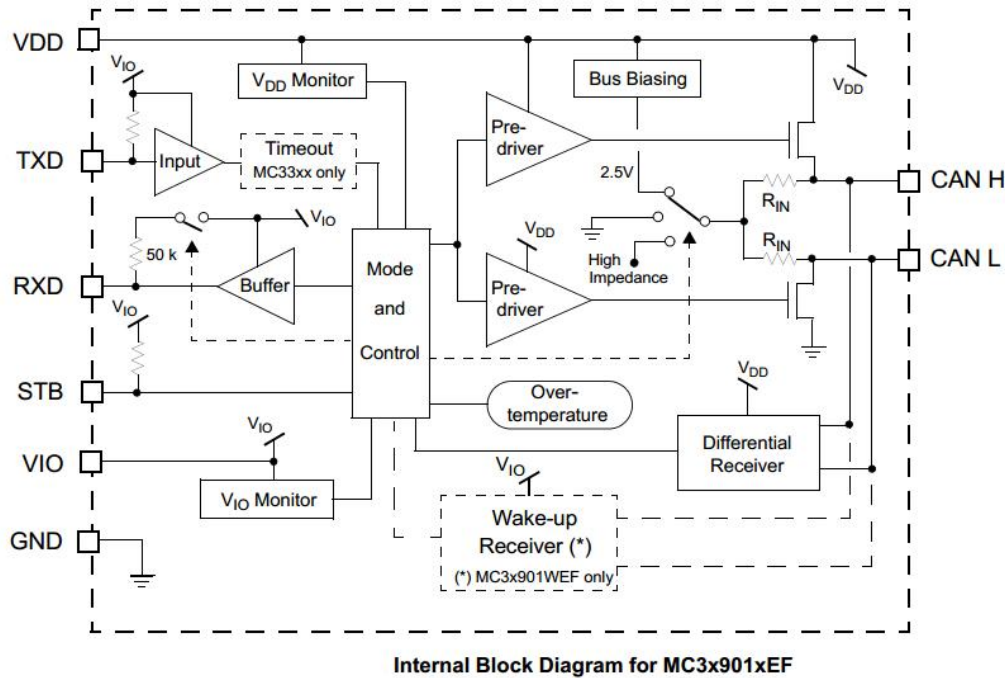 VDD
VIO
VDD Monitor
Bus Biasing
VDD
TXD
Input
Timeout
MC33xx only
Pre-
driver
2.5V
RIN
CAN H
VIO
50 k
RXD
Buffer
Mode
and
Control
VDD
Pre-
driver
High
Impedance
RIN
CAN L
VIO
STB
Over-
temperature
VDD
Differential
Receiver
VIO
VIO
VIO Monitor
VIO
Wake-up
Receiver (*)
(*) MC3x901WEF only
GND
Internal Block Diagram for MC3x901xEF